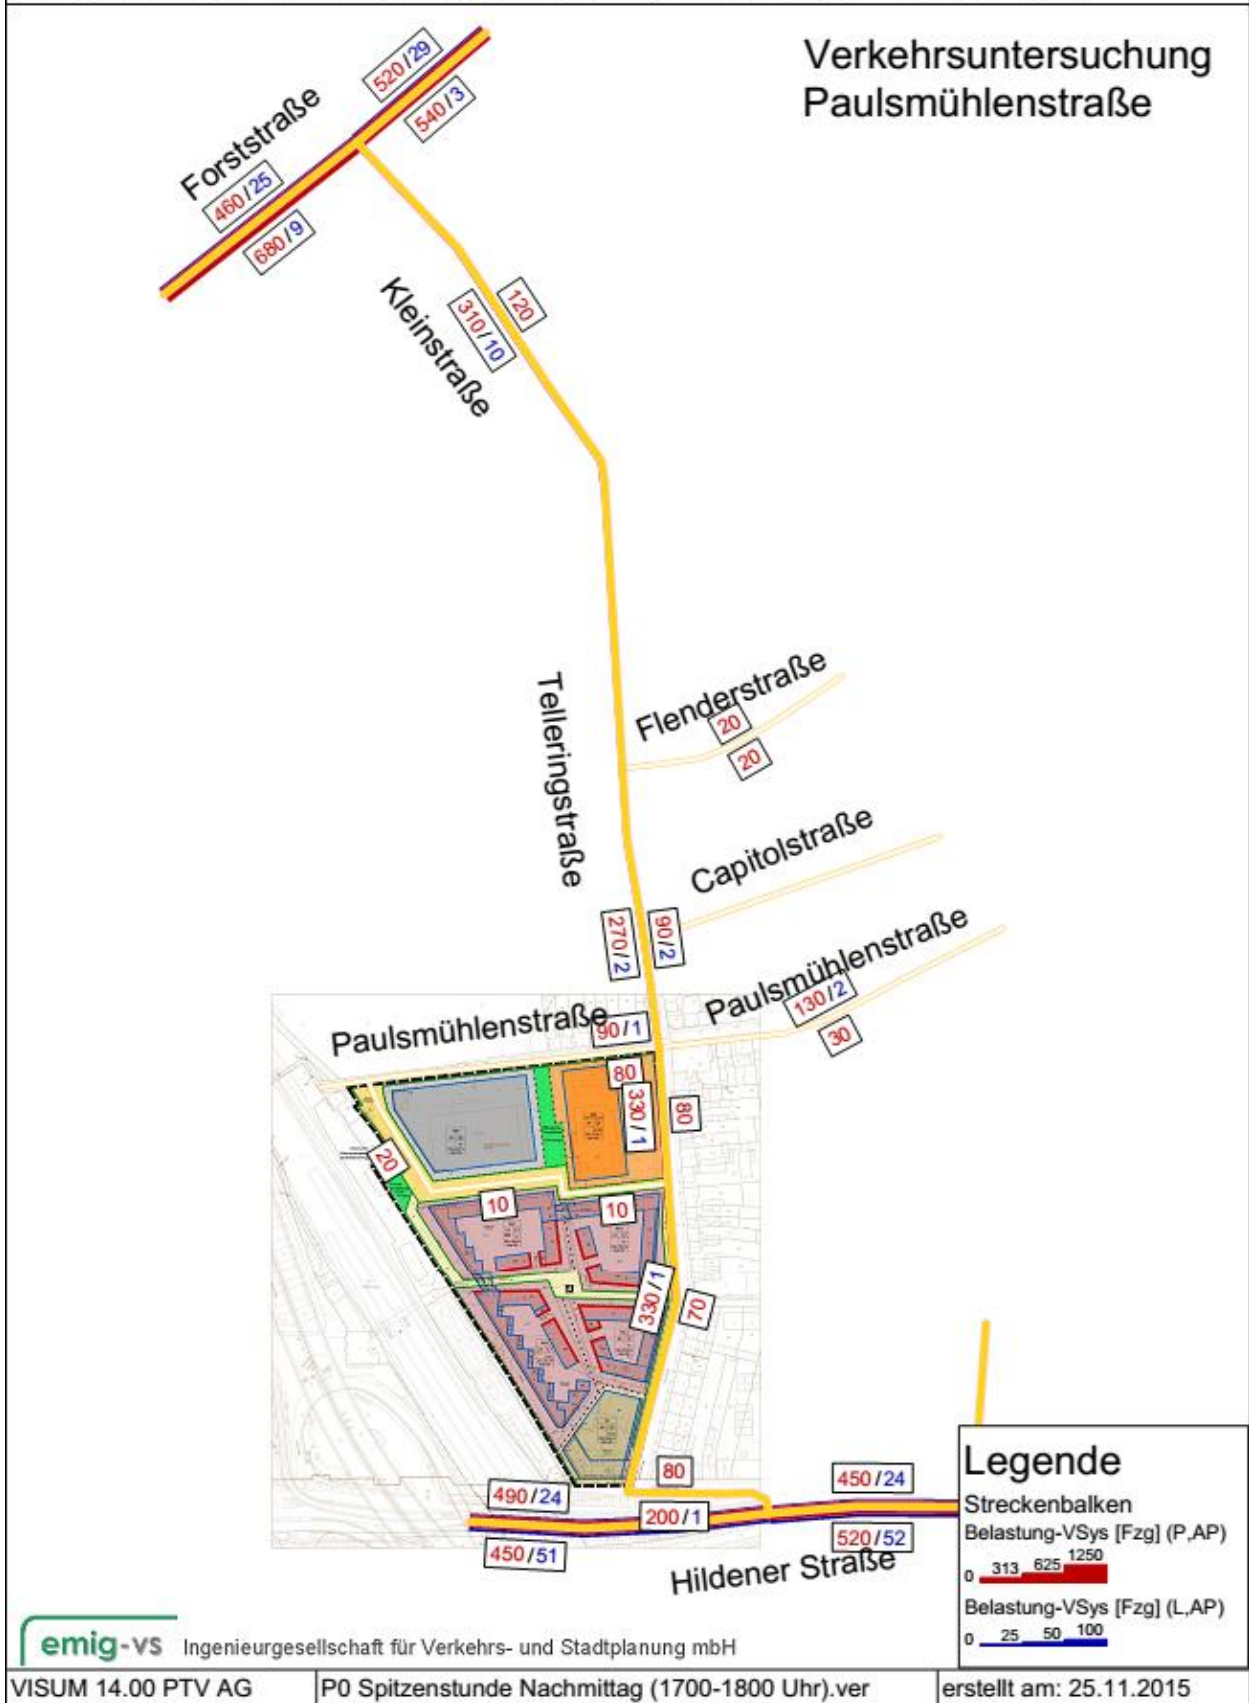 Verkehrsuntersuchung
Paulsmühlenstraße
520/29
540/3
Forststraße
460/25
680/9
120
310/10
Kleinstraße
Telleringstraße
Flenderstraße
20
20
Capitolstraße
270/2
90/2
Paulsmühlenstraße
130/2
30
Paulsmühlenstraße
90/1
80
330/1
80
20
10
10
330/1
70
80
490/24
200/1
450/24
450/51
520/52
Hildener Straße
Legende
Streckenbalken
Belastung-VSys [Fzg] (P,AP)
0 313 625 1250
Belastung-VSys [Fzg] (L,AP)
0 25 50 100
emig-vs Ingenieurgesellschaft für Verkehrs- und Stadtplanung mbH
VISUM 14.00 PTV AG
P0 Spitzenstunde Nachmittag (1700-1800 Uhr).ver
erstellt am: 25.11.2015